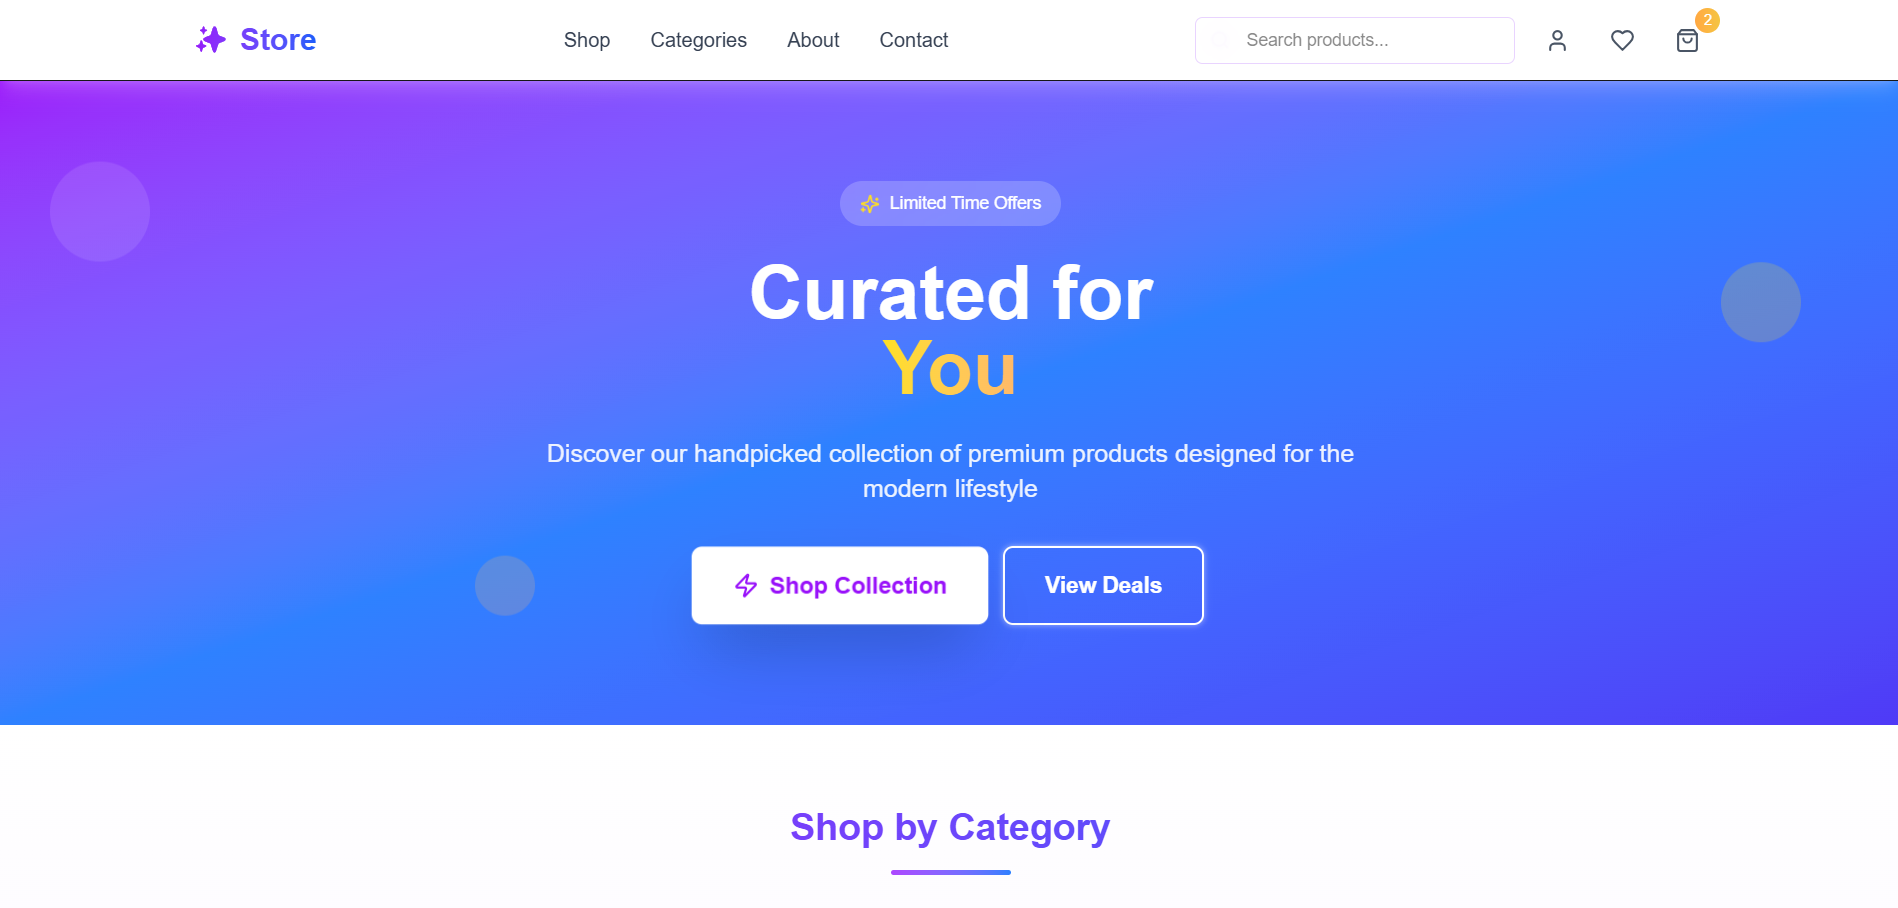 Store
Shop Categories About Contact
Search products...
2
Limited Time Offers
Curated for
You
Discover our handpicked collection of premium products designed for the
modern lifestyle
Shop Collection
View Deals
Shop by Category